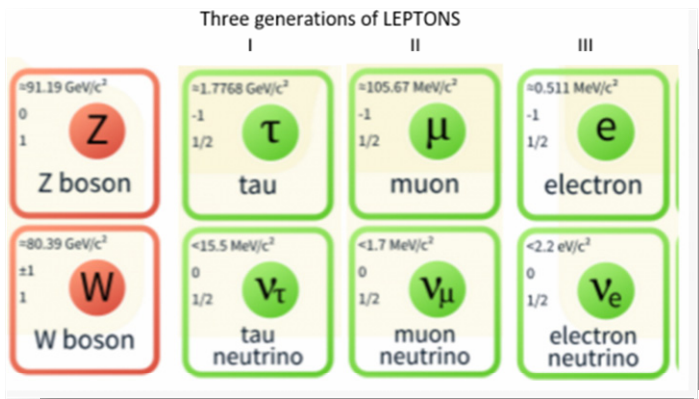 Three generations of LEPTONS
I II III
≈91.19 GeV/c²
0
1
Z
Z boson
≈1.7768 GeV/c²
-1
1/2
τ
tau
≈105.67 MeV/c²
-1
1/2
μ
muon
≈0.511 MeV/c²
-1
1/2
e
electron
≈80.39 GeV/c²
±1
1
W
W boson
<15.5 MeV/c²
0
1/2
ντ
tau
neutrino
<1.7 MeV/c²
0
1/2
νμ
muon
neutrino
<2.2 eV/c²
0
1/2
νe
electron
neutrino